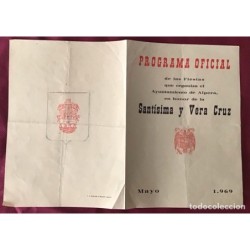 PROGRAMA OFICIAL
de las Fiestas
que organiza el
Ayuntamiento de Alpera,
en honor de la
Santísima y Vera Cruz
Mayo 1.969
todocoleccion